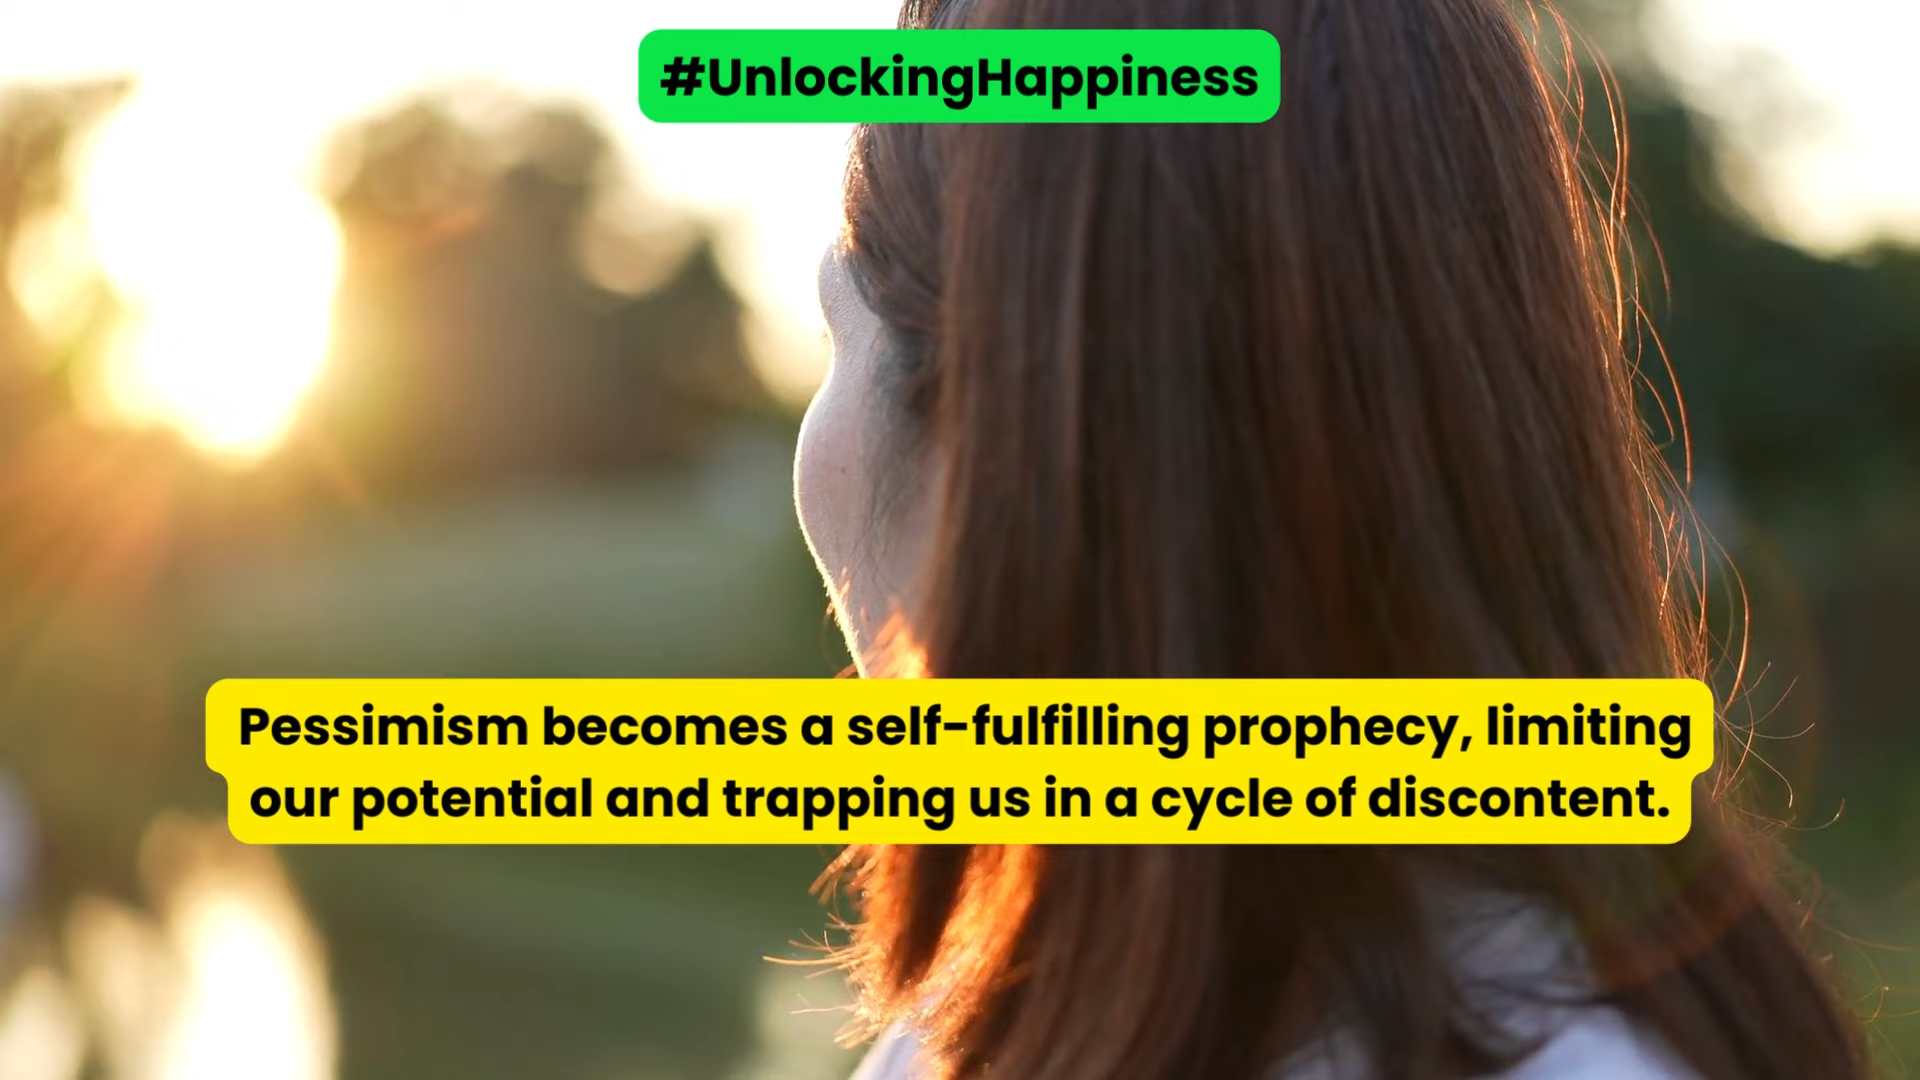 #UnlockingHappiness
Pessimism becomes a self-fulfilling prophecy, limiting
our potential and trapping us in a cycle of discontent.